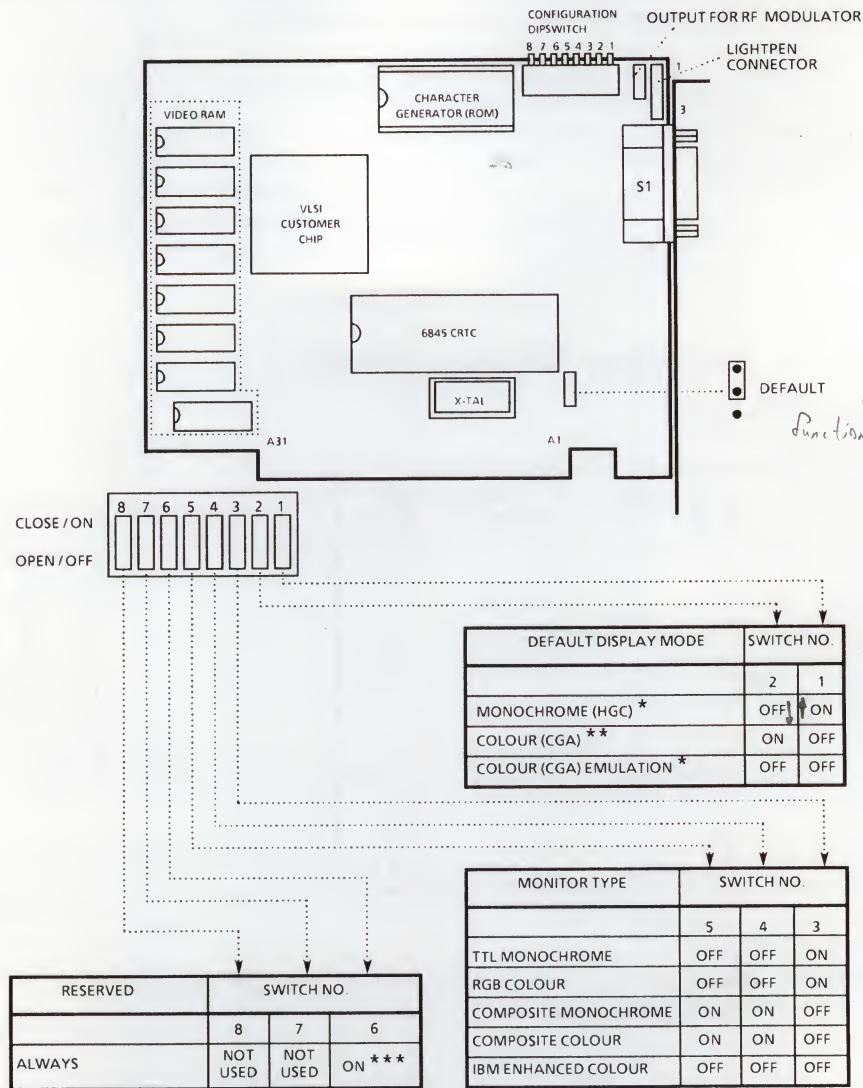 CONFIGURATION
DIPSWITCH
OUTPUT FOR RF MODULATOR
8 7 6 5 4 3 2 1
1
LIGHTPEN
CONNECTOR
3
VIDEO RAM
CHARACTER
GENERATOR (ROM)
VLSI
CUSTOMER
CHIP
S1
6845 CRTC
X-TAL
DEFAULT
function
A31
A1
8 7 6 5 4 3 2 1
CLOSE / ON
OPEN / OFF
DEFAULT DISPLAY MODE SWITCH NO.
2 1
MONOCHROME (HGC) * OFF ON
COLOUR (CGA) ** ON OFF
COLOUR (CGA) EMULATION * OFF OFF
MONITOR TYPE SWITCH NO.
5 4 3
TTL MONOCHROME OFF OFF ON
RGB COLOUR OFF OFF OFF
COMPOSITE MONOCHROME ON ON OFF
COMPOSITE COLOUR ON ON OFF
IBM ENHANCED COLOUR OFF OFF OFF
RESERVED SWITCH NO.
8 7 6
ALWAYS NOT USED NOT USED ON ***